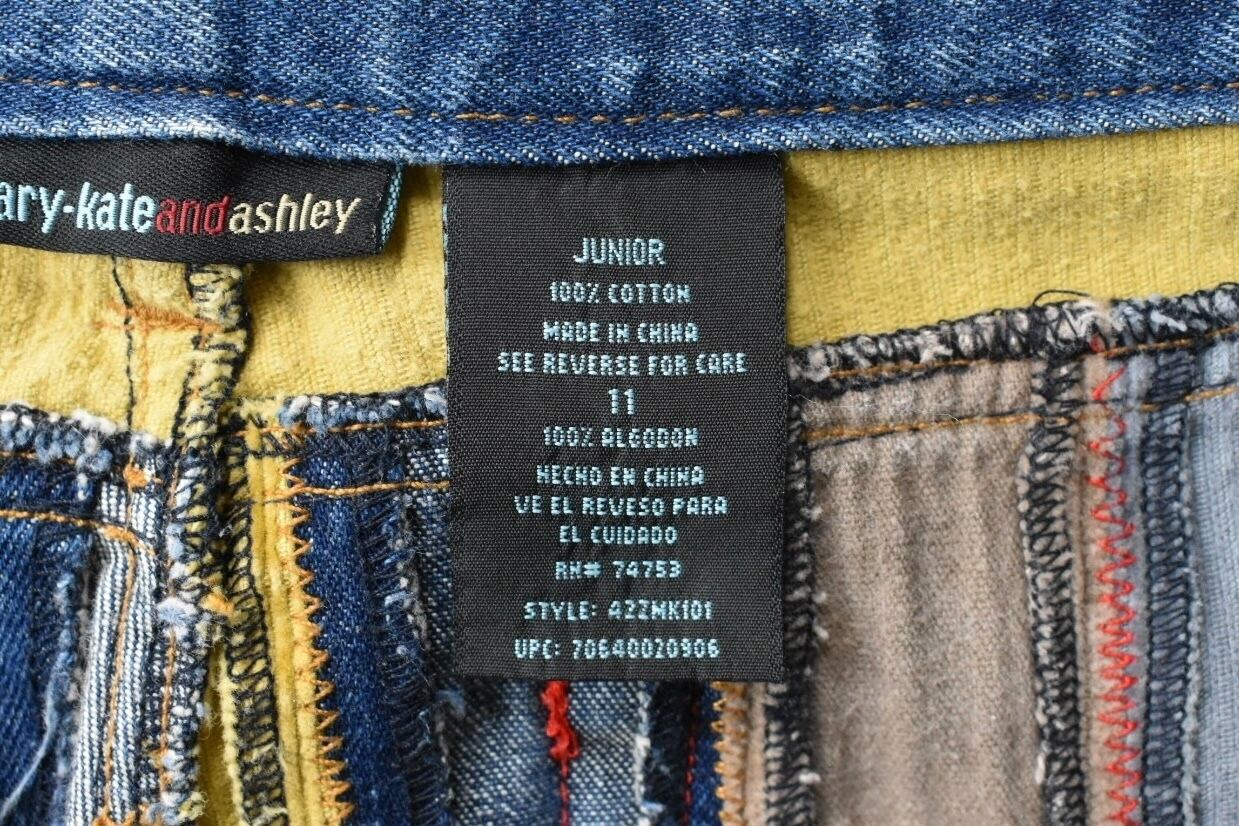 ary-kateandashley
JUNIOR
100% COTTON
MADE IN CHINA
SEE REVERSE FOR CARE
11
100% ALGODON
HECHO EN CHINA
VE EL REVESO PARA
EL CUIDADO
RN# 74753
STYLE: 42ZMK101
UPC: 70640020906